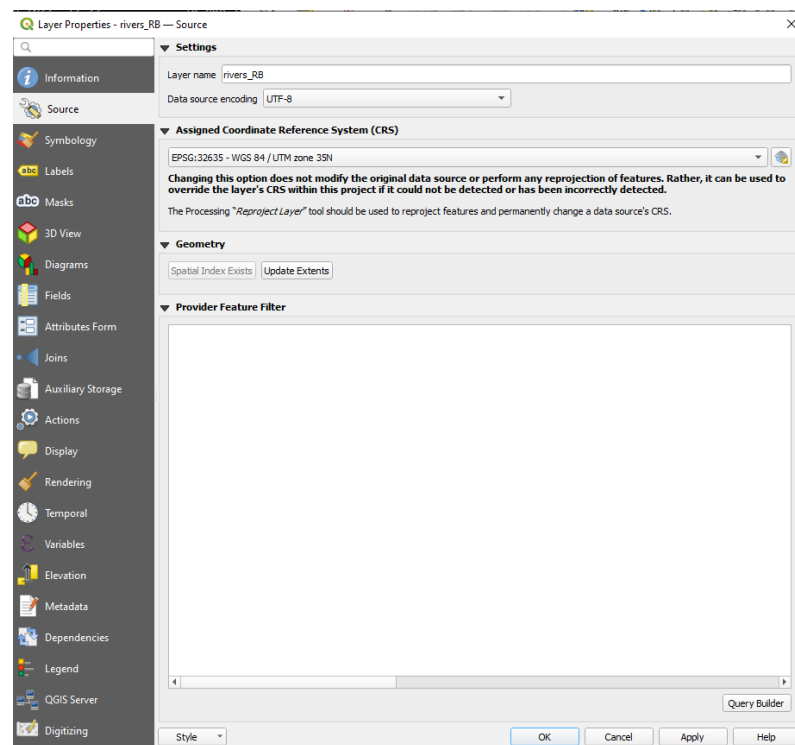 Layer Properties - rivers_RB — Source
Information
Source
Symbology
abc Labels
abc Masks
3D View
Diagrams
Fields
Attributes Form
Joins
Auxiliary Storage
Actions
Display
Rendering
Temporal
Variables
Elevation
Metadata
Dependencies
Legend
QGIS Server
Digitizing
Settings
Layer name rivers_RB
Data source encoding UTF-8
Assigned Coordinate Reference System (CRS)
EPSG:32635 - WGS 84 / UTM zone 35N
Changing this option does not modify the original data source or perform any reprojection of features. Rather, it can be used to
override the layer's CRS within this project if it could not be detected or has been incorrectly detected.
The Processing "Reproject Layer" tool should be used to reproject features and permanently change a data source's CRS.
Geometry
Spatial Index Exists Update Extents
Provider Feature Filter
Query Builder
Style OK Cancel Apply Help